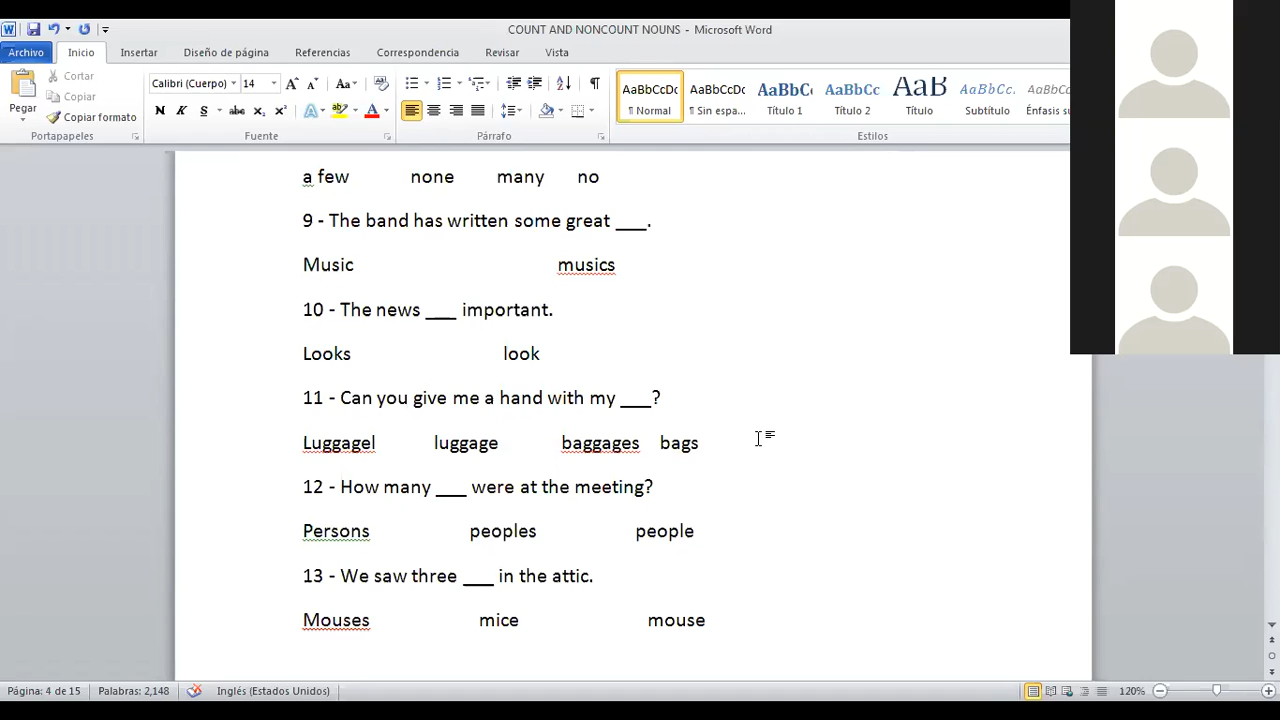 COUNT AND NONCOUNT NOUNS - Microsoft Word
Archivo Inicio Insertar Diseño de página Referencias Correspondencia Revisar Vista
Pegar
Cortar
Copiar
Copiar formato
Portapapeles
Calibri (Cuerpo) 14
N K S abc x₂ x²
Fuente
Párrafo
AaBbCcDc AaBbCcDc AaBbCc AaBbCc AaB AaBbCc. AaBbCc
¶ Normal ¶ Sin espa... Título 1 Título 2 Título Subtítulo Énfasis su
Estilos
a few none many no
9 - The band has written some great ___.
Music musics
10 - The news ___ important.
Looks look
11 - Can you give me a hand with my ___?
Luggagel luggage baggages bags
12 - How many ___ were at the meeting?
Persons peoples people
13 - We saw three ___ in the attic.
Mouses mice mouse
Página: 4 de 15 Palabras: 2,148 Inglés (Estados Unidos) 120%